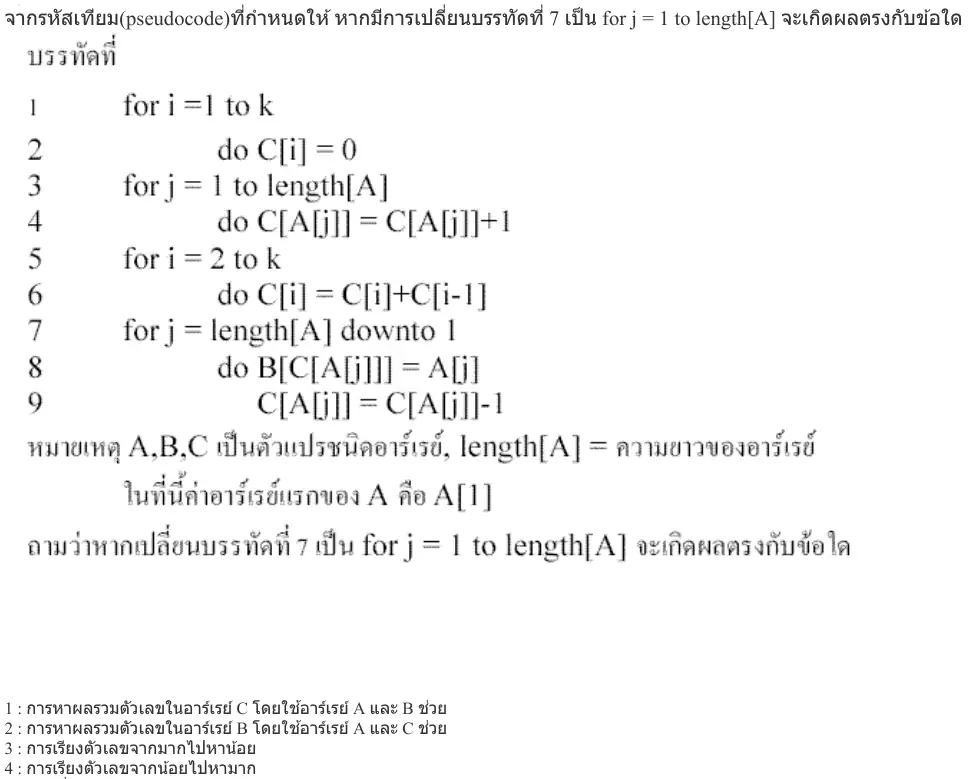 จากรหัสเทียม(pseudocode)ที่กำหนดให้ หากมีการเปลี่ยนบรรทัดที่ 7 เป็น for j = 1 to length[A] จะเกิดผลตรงกับข้อใด
บรรทัดที่
1 for i =1 to k
2 do C[i] = 0
3 for j = 1 to length[A]
4 do C[A[j]] = C[A[j]]+1
5 for i = 2 to k
6 do C[i] = C[i]+C[i-1]
7 for j = length[A] downto 1
8 do B[C[A[j]]] = A[j]
9 C[A[j]] = C[A[j]]-1
หมายเหตุ A,B,C เป็นตัวแปรชนิดอาร์เรย์, length[A] = ความยาวของอาร์เรย์
ในที่นี้ค่าอาร์เรย์แรกของ A คือ A[1]
ถามว่าหากเปลี่ยนบรรทัดที่ 7 เป็น for j = 1 to length[A] จะเกิดผลตรงกับข้อใด
1 : การหาผลรวมตัวเลขในอาร์เรย์ C โดยใช้อาร์เรย์ A และ B ช่วย
2 : การหาผลรวมตัวเลขในอาร์เรย์ B โดยใช้อาร์เรย์ A และ C ช่วย
3 : การเรียงตัวเลขจากมากไปหาน้อย
4 : การเรียงตัวเลขจากน้อยไปหามาก